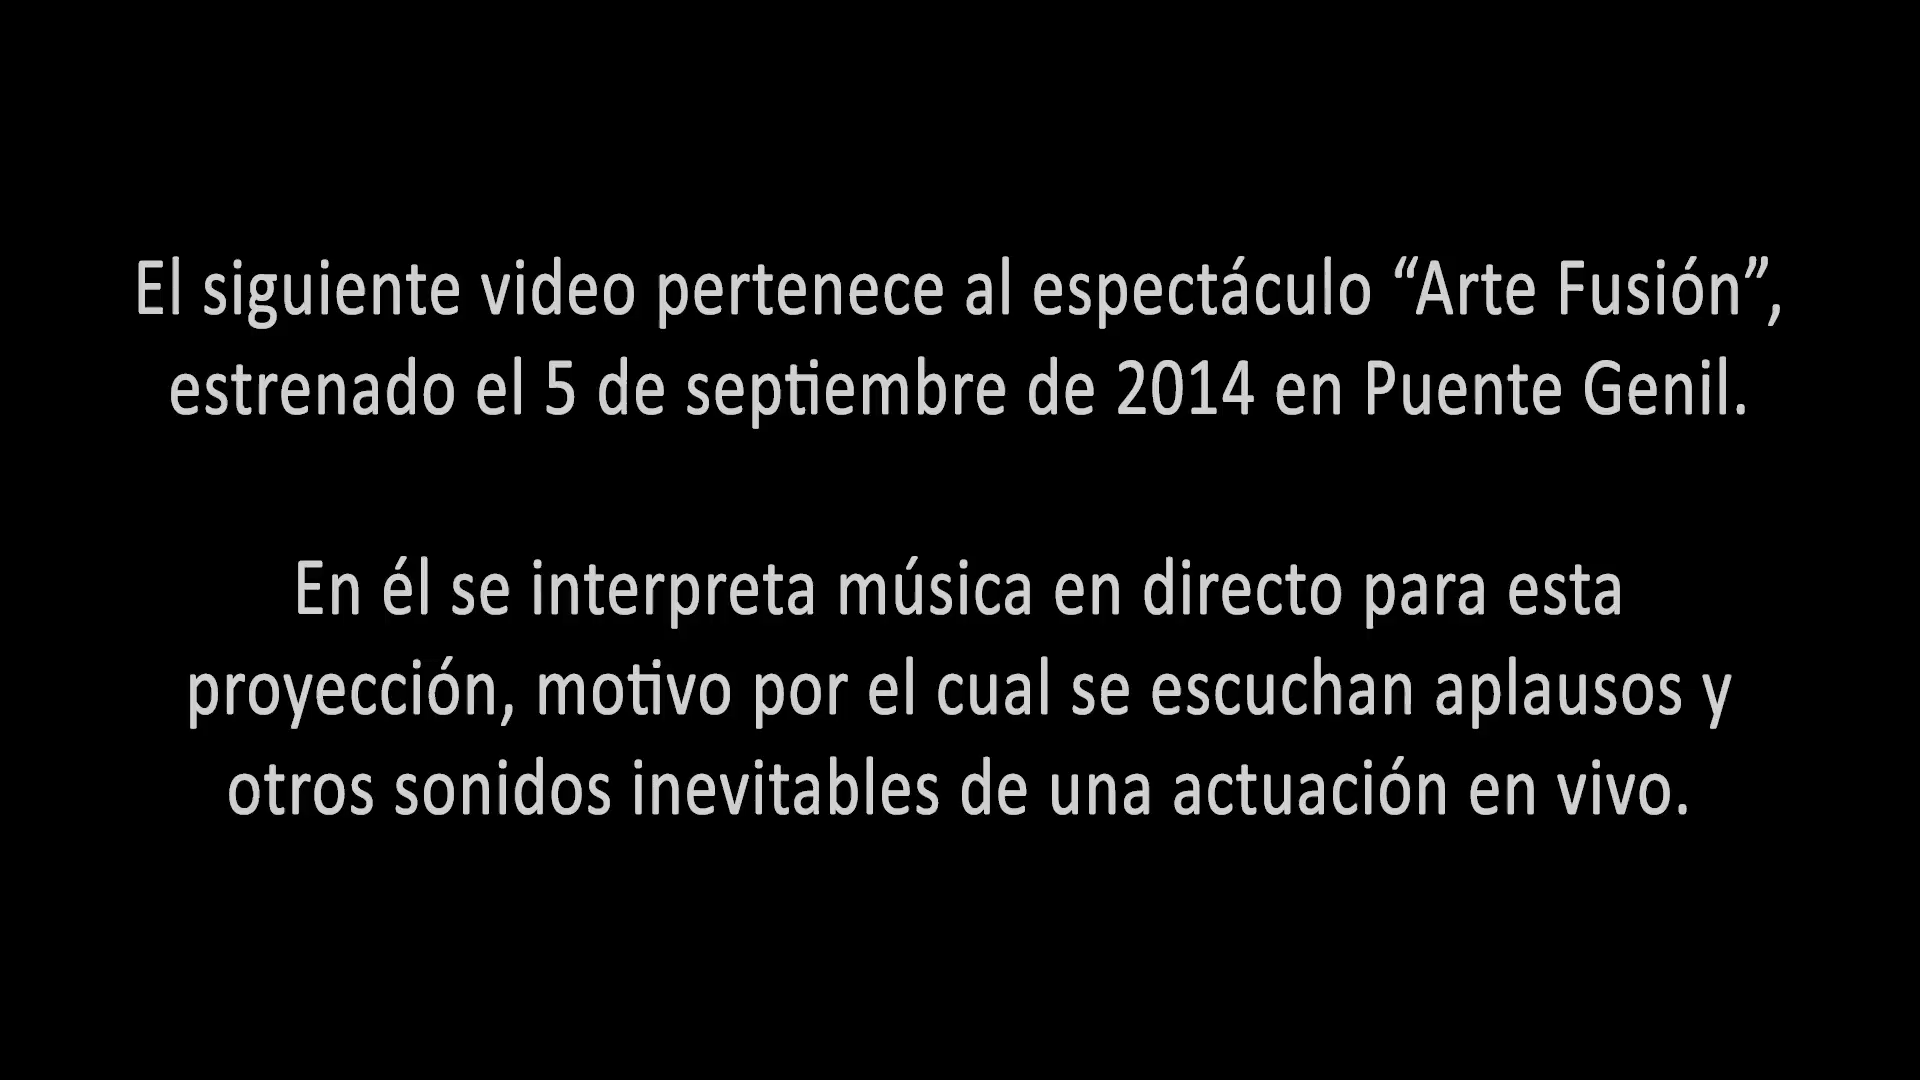 El siguiente video pertenece al espectáculo “Arte Fusión”,
estrenado el 5 de septiembre de 2014 en Puente Genil.
En él se interpreta música en directo para esta
proyección, motivo por el cual se escuchan aplausos y
otros sonidos inevitables de una actuación en vivo.